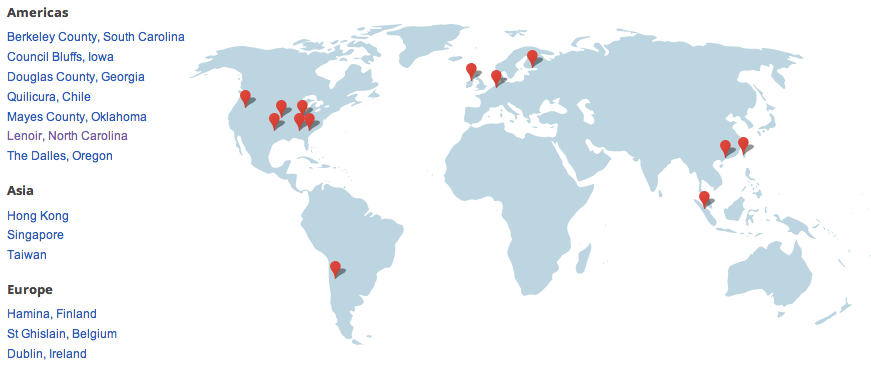 Americas
Berkeley County, South Carolina
Council Bluffs, Iowa
Douglas County, Georgia
Quilicura, Chile
Mayes County, Oklahoma
Lenoir, North Carolina
The Dalles, Oregon
Asia
Hong Kong
Singapore
Taiwan
Europe
Hamina, Finland
St Ghislain, Belgium
Dublin, Ireland